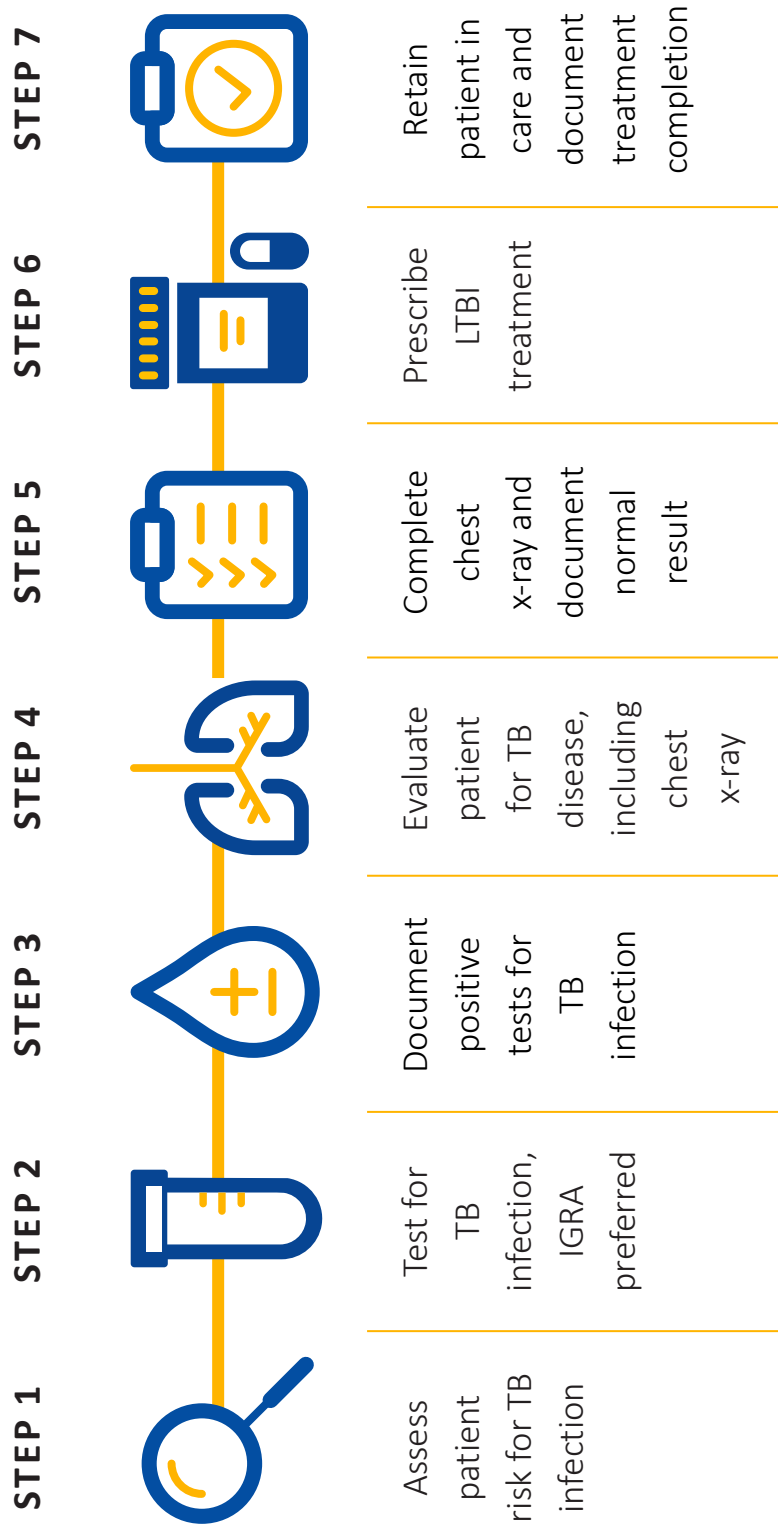 STEP 1
STEP 2
STEP 3
STEP 4
STEP 5
STEP 6
STEP 7
Assess
patient
risk for TB
infection
Test for
TB
infection,
IGRA
preferred
Document
positive
tests for
TB
infection
Evaluate
patient
for TB
disease,
including
chest
x-ray
Complete
chest
x-ray and
document
normal
result
Prescribe
LTBI
treatment
Retain
patient in
care and
document
treatment
completion